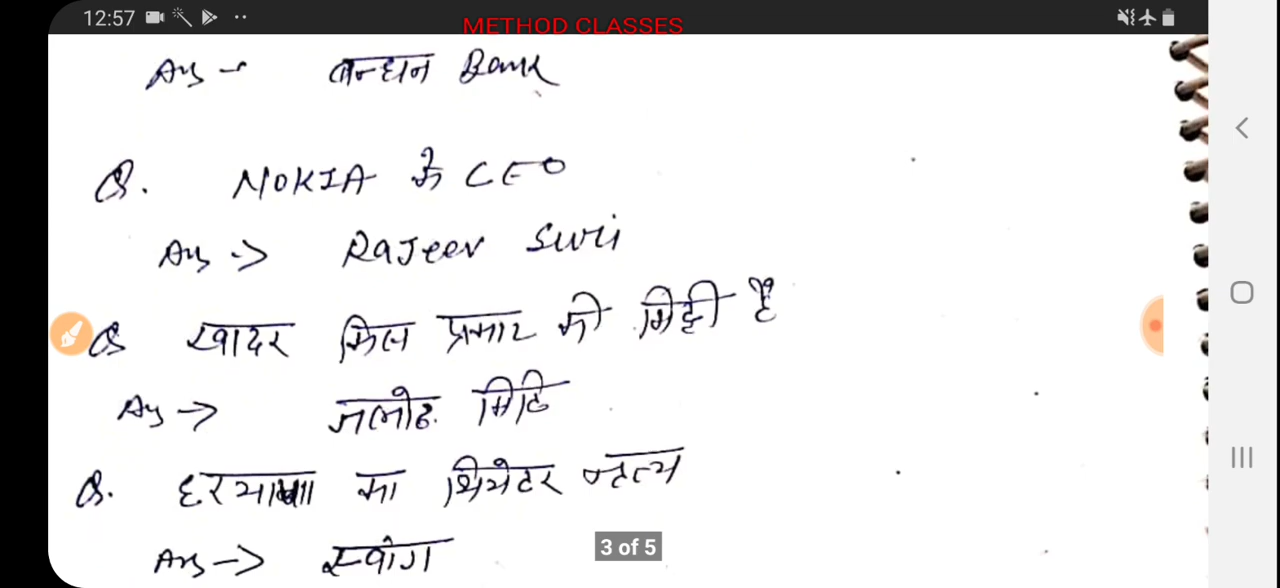 12:57
METHOD CLASSES
Ans → बन्धन Bank
Q. NOKIA के CEO
Ans → Rajeev Suri
Q खादर किस प्रकार की मिट्टी है
Ans → जलोढ मिटि
Q. हरयाणा का थियेटर नृत्य
Ans → स्वांग
3 of 5